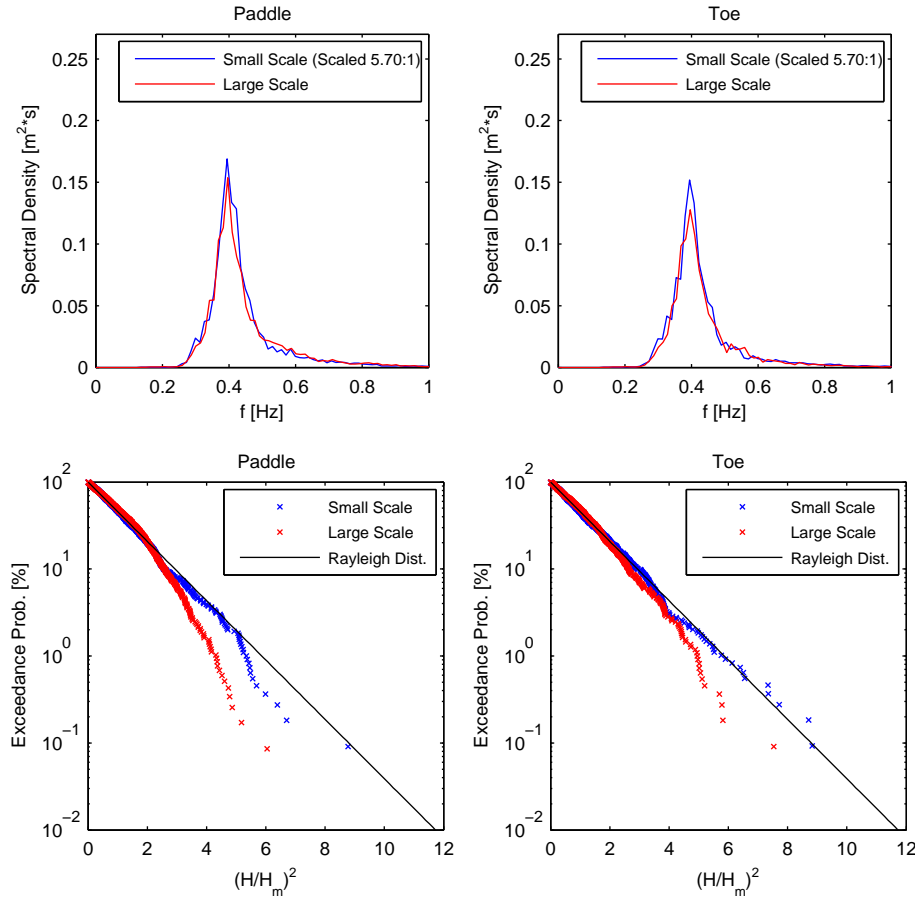 Paddle
Spectral Density [m²*s]
0.25
0.2
0.15
0.1
0.05
0
0 0.2 0.4 0.6 0.8 1
f [Hz]
Small Scale (Scaled 5.70:1)
Large Scale
Toe
Spectral Density [m²*s]
0.25
0.2
0.15
0.1
0.05
0
0 0.2 0.4 0.6 0.8 1
f [Hz]
Small Scale (Scaled 5.70:1)
Large Scale
Paddle
Exceedance Prob. [%]
10²
10¹
10⁰
10⁻¹
10⁻²
0 2 4 6 8 10 12
(H/Hₘ)²
Small Scale
Large Scale
Rayleigh Dist.
Toe
Exceedance Prob. [%]
10²
10¹
10⁰
10⁻¹
10⁻²
0 2 4 6 8 10 12
(H/Hₘ)²
Small Scale
Large Scale
Rayleigh Dist.